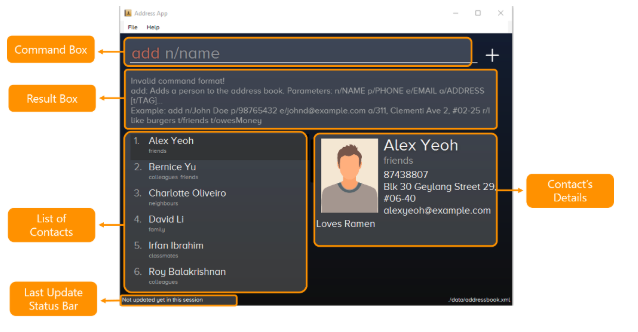 Address App
File Help
Command Box
add n/name
Result Box
Invalid command format!
add: Adds a person to the address book. Parameters: n/NAME p/PHONE e/EMAIL a/ADDRESS
[t/TAG]...
Example: add n/John Doe p/98765432 e/johnd@example.com a/311, Clementi Ave 2, #02-25 r/I
like burgers t/friends t/owesMoney
List of
Contacts
1. Alex Yeoh
friends
2. Bernice Yu
colleagues friends
3. Charlotte Oliveiro
neighbours
4. David Li
family
5. Irfan Ibrahim
classmates
6. Roy Balakrishnan
colleagues
Alex Yeoh
friends
87438807
Blk 30 Geylang Street 29,
#06-40
alexyeoh@example.com
Loves Ramen
Contact's
Details
Last Update
Status Bar
Not updated yet in this session
./dataraddressbook.xml